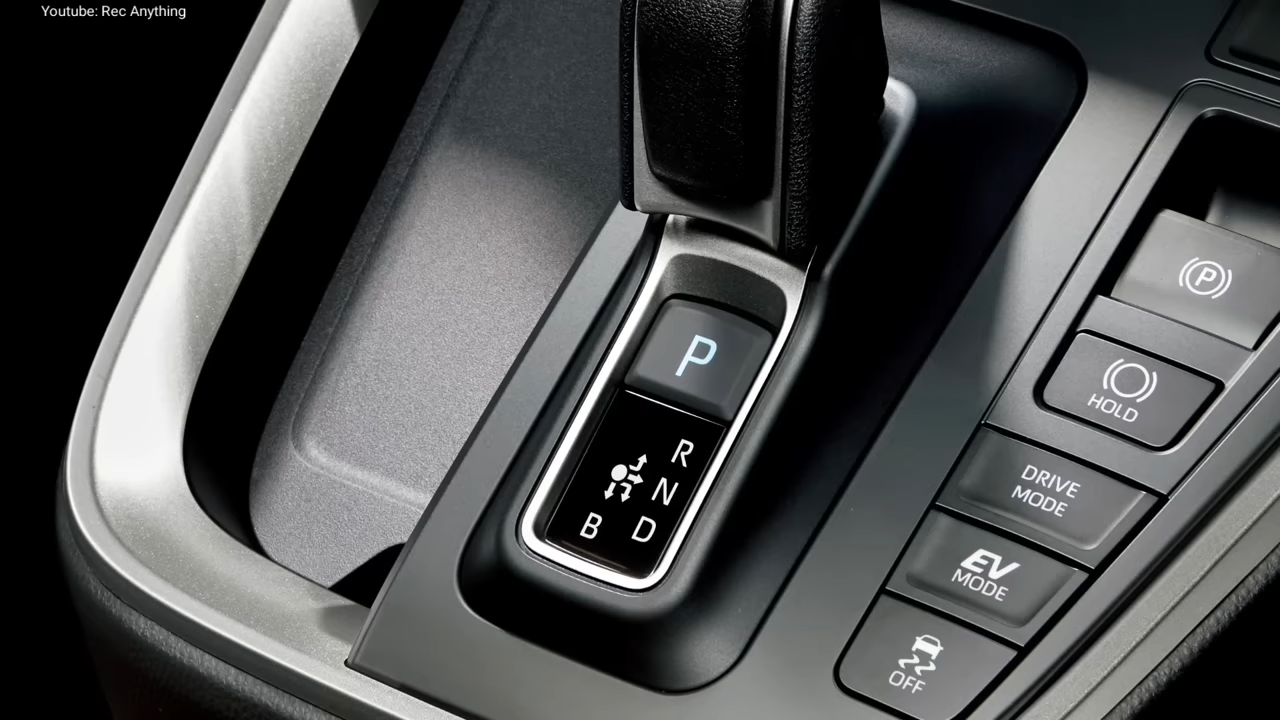 Youtube: Rec Anything
P
R
N
B D
P
HOLD
DRIVE
MODE
EV
MODE
OFF